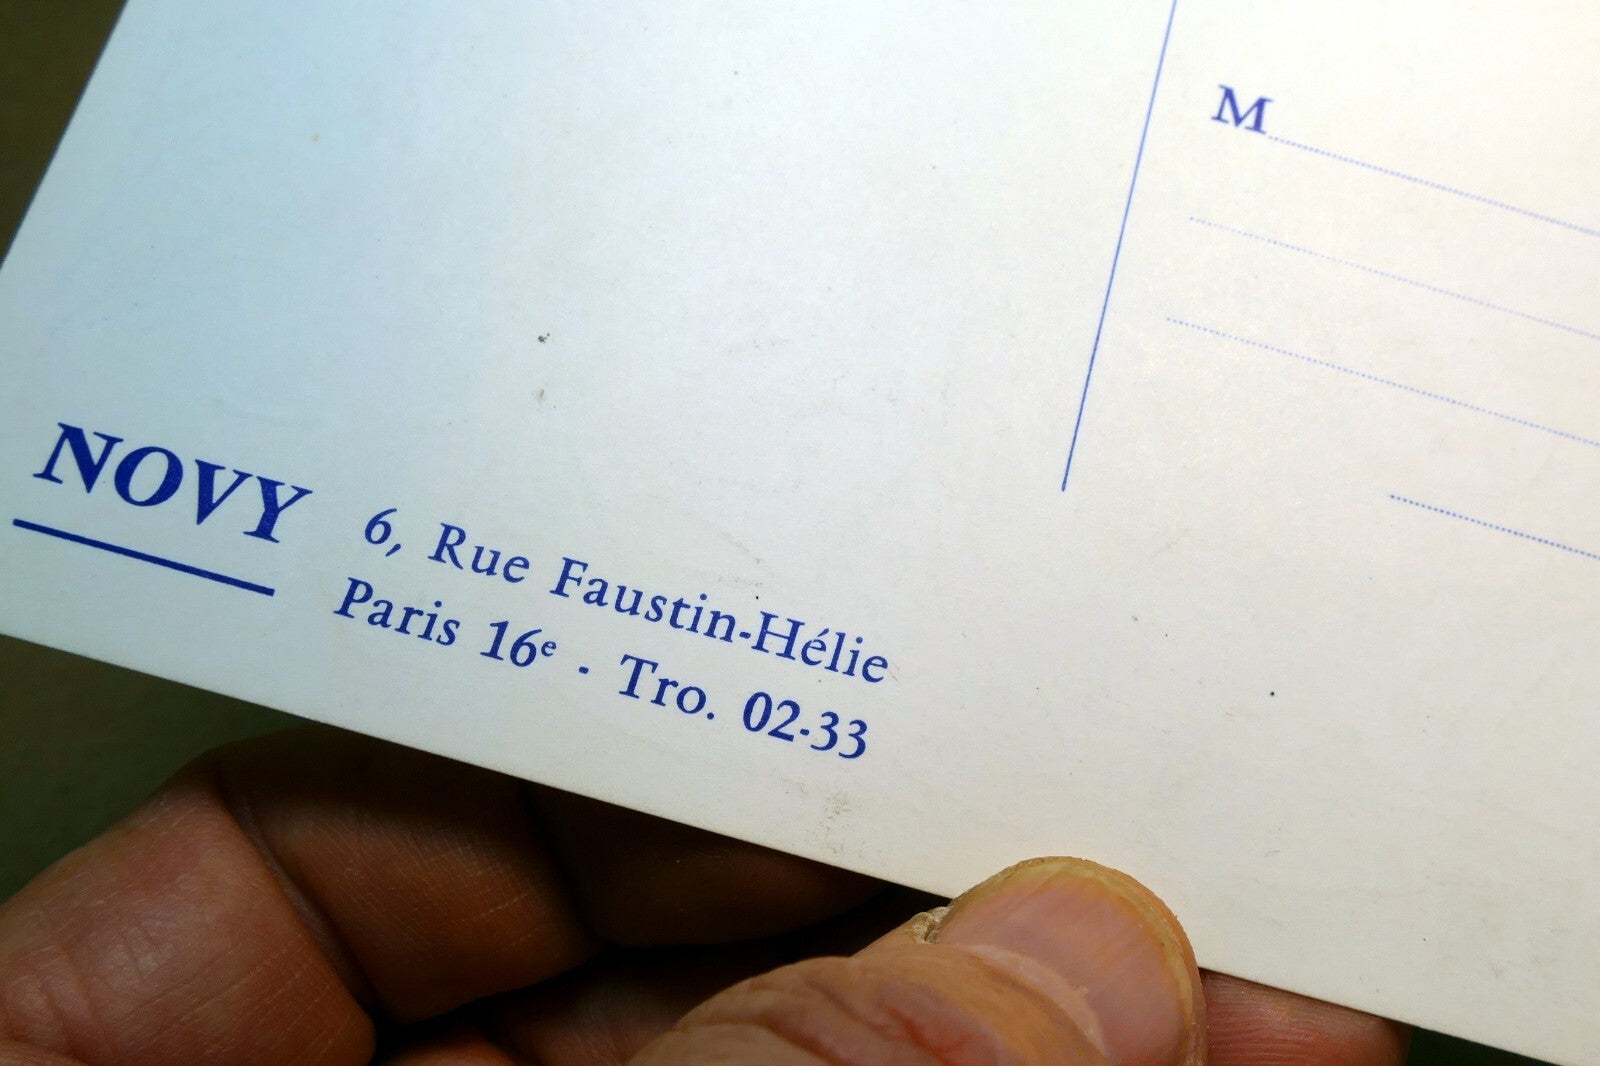 M
NOVY
6, Rue Faustin-Hélie
Paris 16e - Tro. 02-33